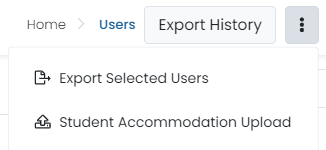 Home Users Export History
Export Selected Users
Student Accommodation Upload